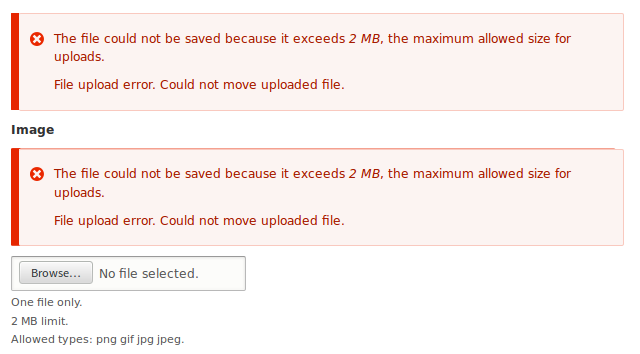 The file could not be saved because it exceeds 2 MB, the maximum allowed size for
uploads.
File upload error. Could not move uploaded file.
Image
The file could not be saved because it exceeds 2 MB, the maximum allowed size for
uploads.
File upload error. Could not move uploaded file.
Browse... No file selected.
One file only.
2 MB limit.
Allowed types: png gif jpg jpeg.